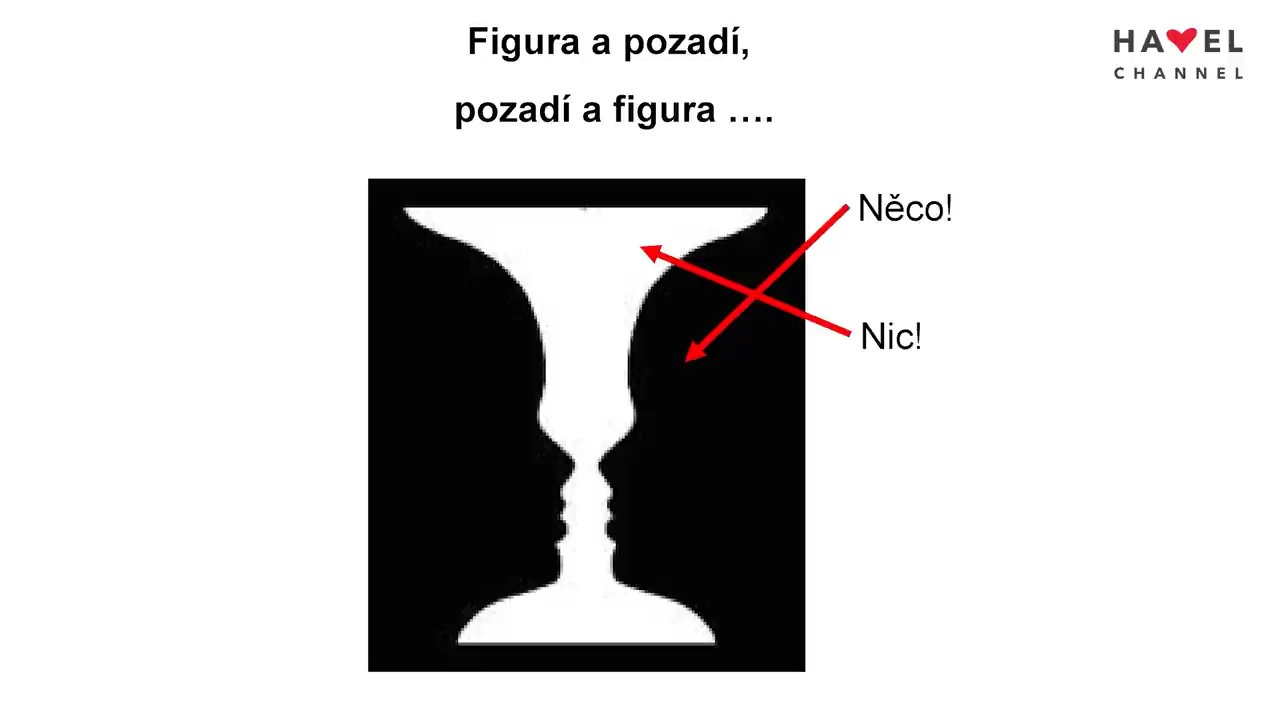 Figura a pozadí,
pozadí a figura ….
HAVEL
CHANNEL
Něco!
Nic!